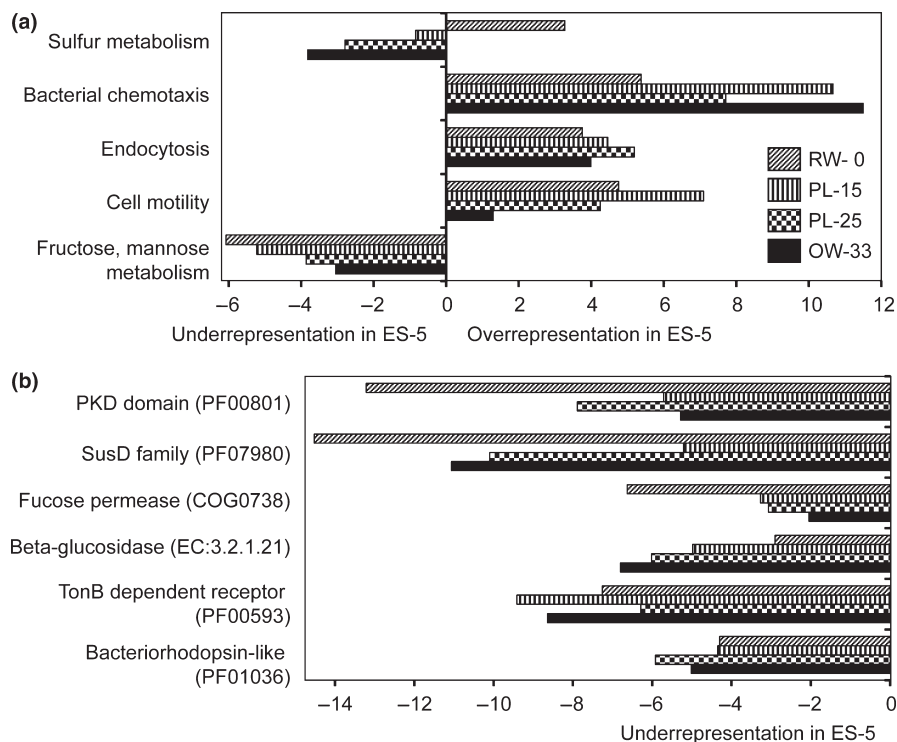 (a)
Sulfur metabolism
Bacterial chemotaxis
Endocytosis
Cell motility
Fructose, mannose
metabolism
RW- 0
PL-15
PL-25
OW-33
–6 –4 –2 0 2 4 6 8 10 12
Underrepresentation in ES-5 Overrepresentation in ES-5
(b)
PKD domain (PF00801)
SusD family (PF07980)
Fucose permease (COG0738)
Beta-glucosidase (EC:3.2.1.21)
TonB dependent receptor
(PF00593)
Bacteriorhodopsin-like
(PF01036)
–14 –12 –10 –8 –6 –4 –2 0
Underrepresentation in ES-5